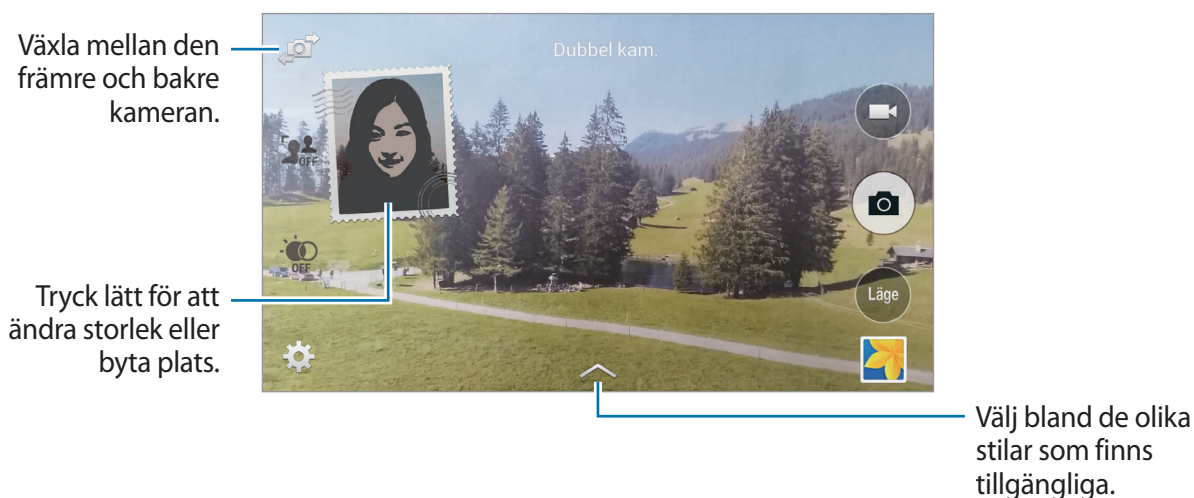 Växla mellan den
främre och bakre
kameran.
Dubbel kam.
OFF
OFF
Läge
Tryck lätt för att
ändra storlek eller
byta plats.
Välj bland de olika
stilar som finns
tillgängliga.